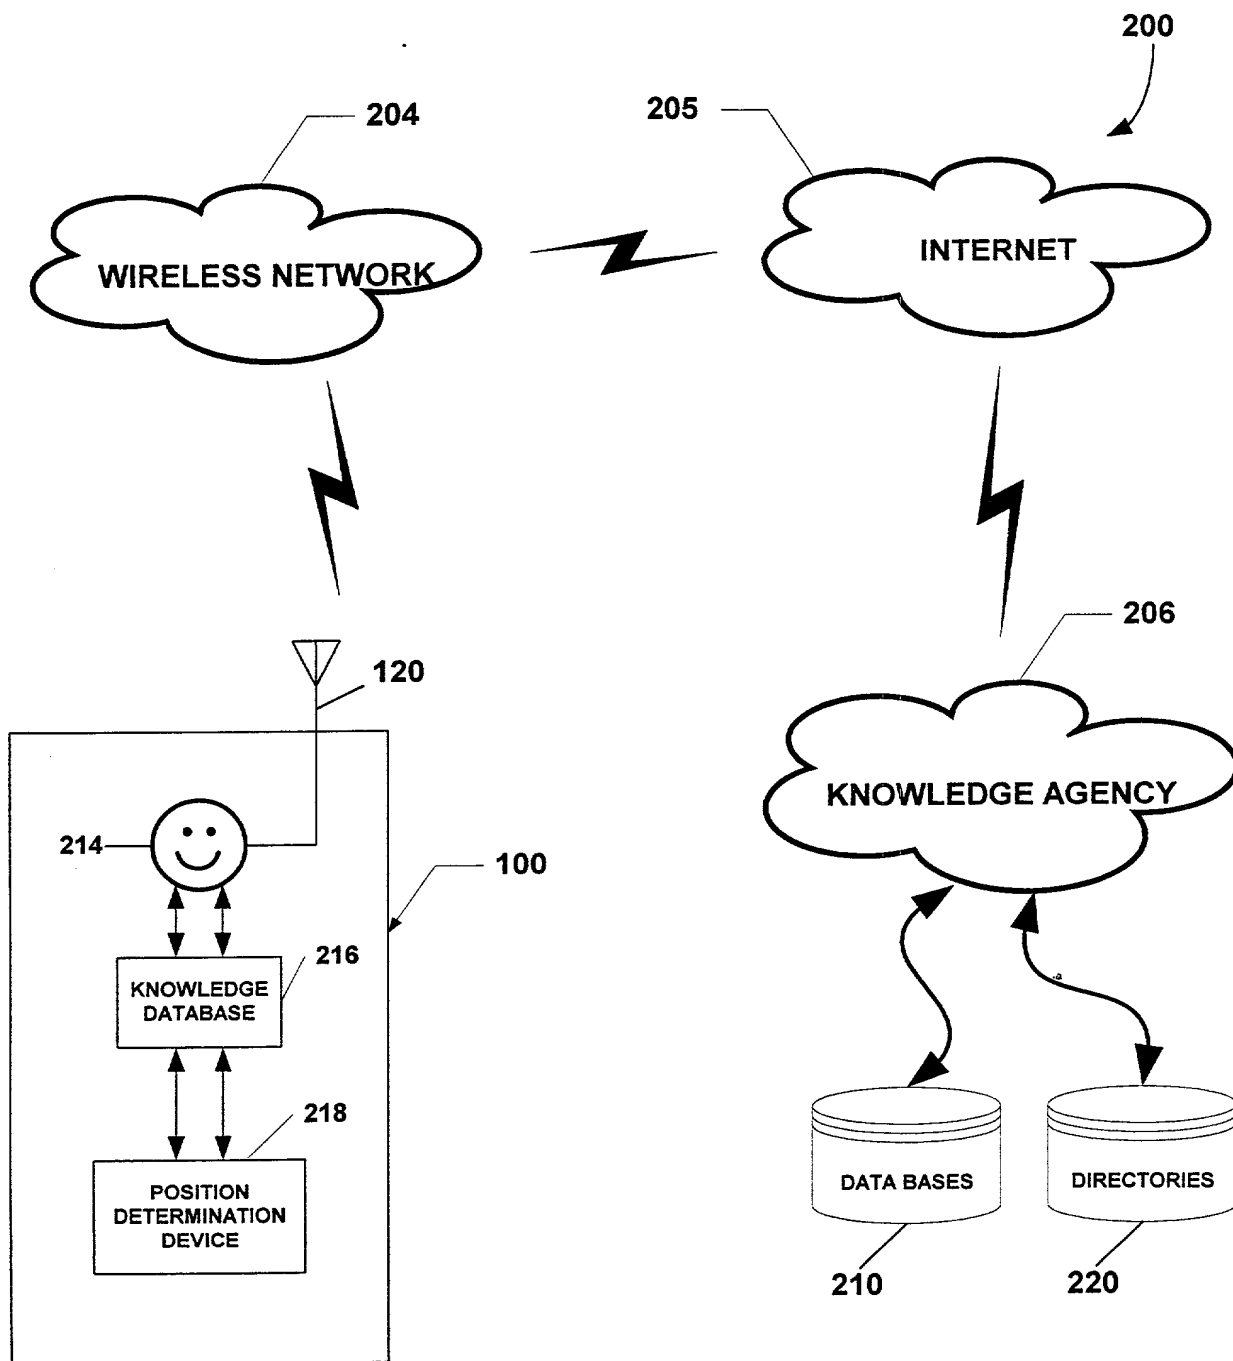 200
204
205
WIRELESS NETWORK
INTERNET
206
120
KNOWLEDGE AGENCY
214
100
216
KNOWLEDGE
DATABASE
218
POSITION
DETERMINATION
DEVICE
DATA BASES
DIRECTORIES
210
220